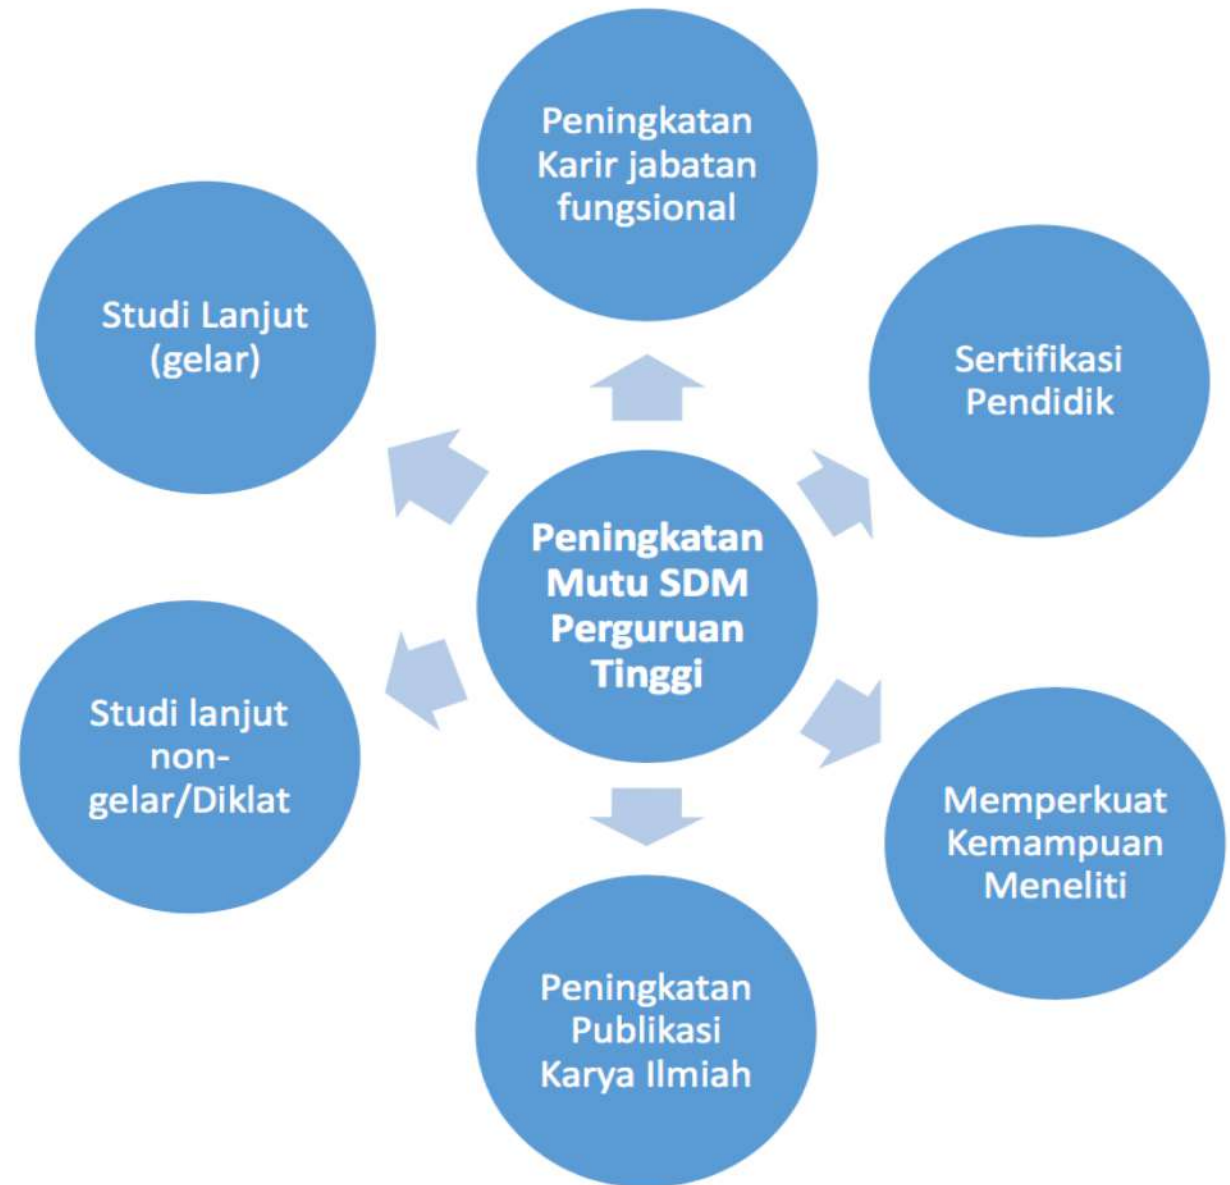 Peningkatan
Karir jabatan
fungsional
Studi Lanjut
(gelar)
Sertifikasi
Pendidik
Peningkatan
Mutu SDM
Perguruan
Tinggi
Studi lanjut
non-
gelar/Diklat
Memperkuat
Kemampuan
Meneliti
Peningkatan
Publikasi
Karya Ilmiah